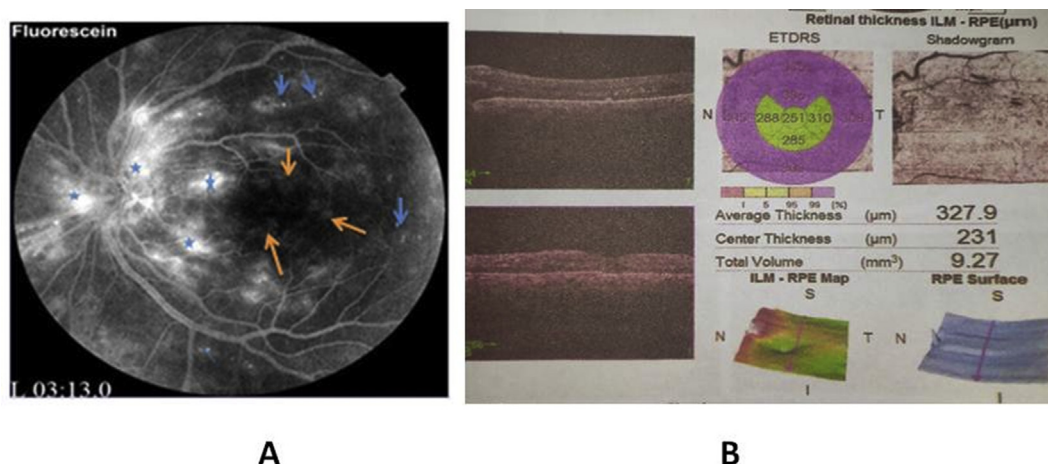 Fluorescein
L 03:13.0
A
Retinal thickness ILM - RPE(μm)
ETDRS
Shadowgram
N
288 251 310
T
285
1 5 95 99 (%)
Average Thickness (μm) 327.9
Center Thickness (μm) 231
Total Volume (mm³) 9.27
ILM - RPE Map
RPE Surface
S
S
N
T
N
I
I
B